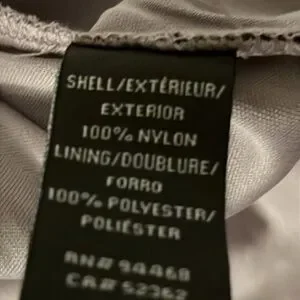 SHELL/EXTÉRIEUR/
EXTERIOR
100% NYLON
LINING/DOUBLURE/
FORRO
100% POLYESTER/
POLIÉSTER
RN# 94468
CA# 52362